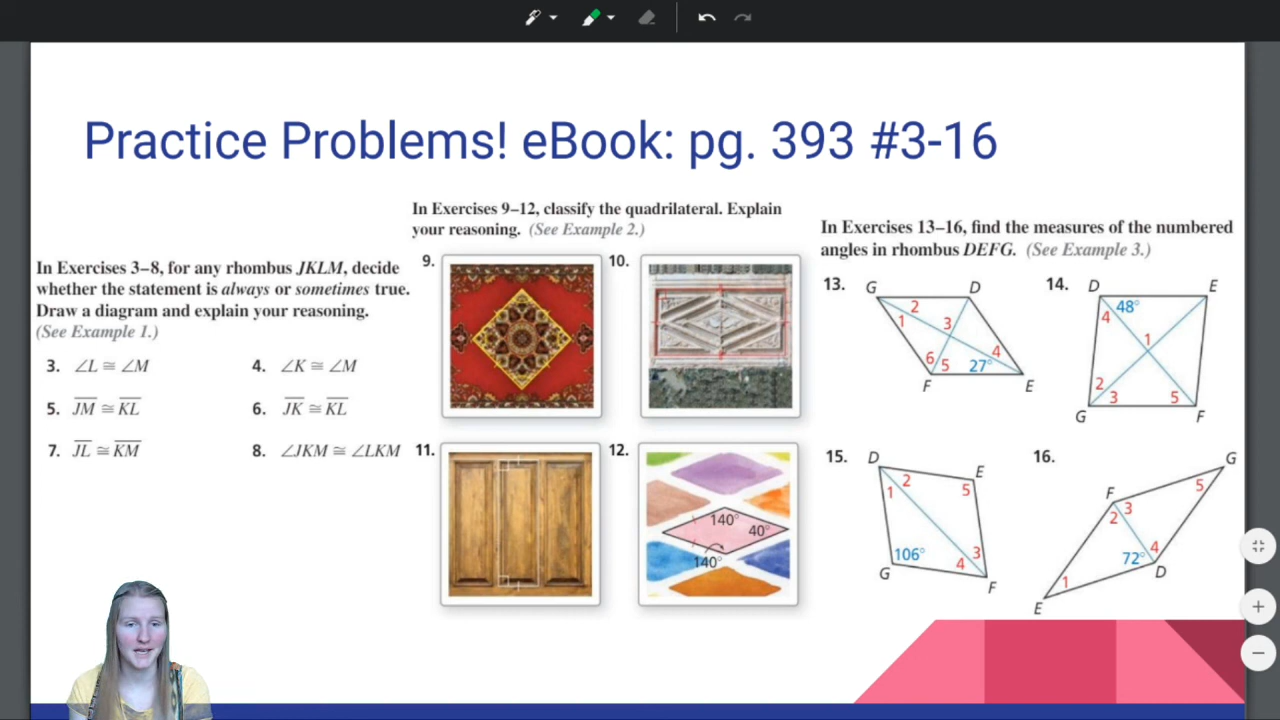 Practice Problems! eBook: pg. 393 #3-16
In Exercises 3–8, for any rhombus JKLM, decide
whether the statement is always or sometimes true.
Draw a diagram and explain your reasoning.
(See Example 1.)
3. ∠L ≅ ∠M
4. ∠K ≅ ∠M
5. JM ≅ KL
6. JK ≅ KL
7. JL ≅ KM
8. ∠JKM ≅ ∠LKM
In Exercises 9–12, classify the quadrilateral. Explain
your reasoning. (See Example 2.)
9.
10.
11.
12.
140°
40°
140°
In Exercises 13–16, find the measures of the numbered
angles in rhombus DEFG. (See Example 3.)
13.
G
D
2
1
3
4
6
5
27°
F
E
14.
D
E
48°
4
1
2
3
5
G
F
15.
D
E
2
1
5
106°
3
4
G
F
16.
G
F
5
3
2
4
72°
D
1
E